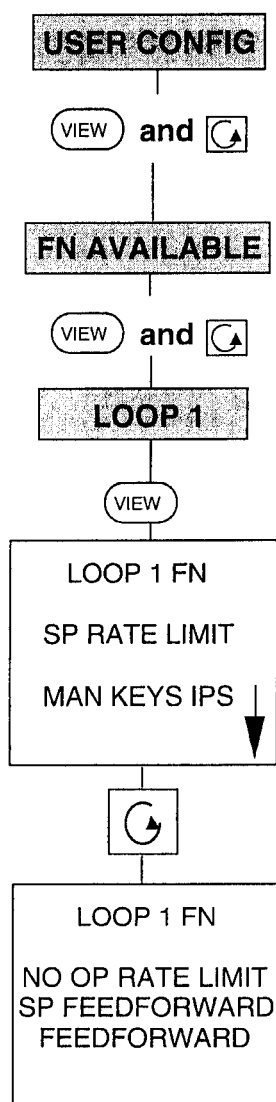 USER CONFIG
VIEW and
FN AVAILABLE
VIEW and
LOOP 1
VIEW
LOOP 1 FN
SP RATE LIMIT
MAN KEYS IPS
LOOP 1 FN
NO OP RATE LIMIT
SP FEEDFORWARD
FEEDFORWARD